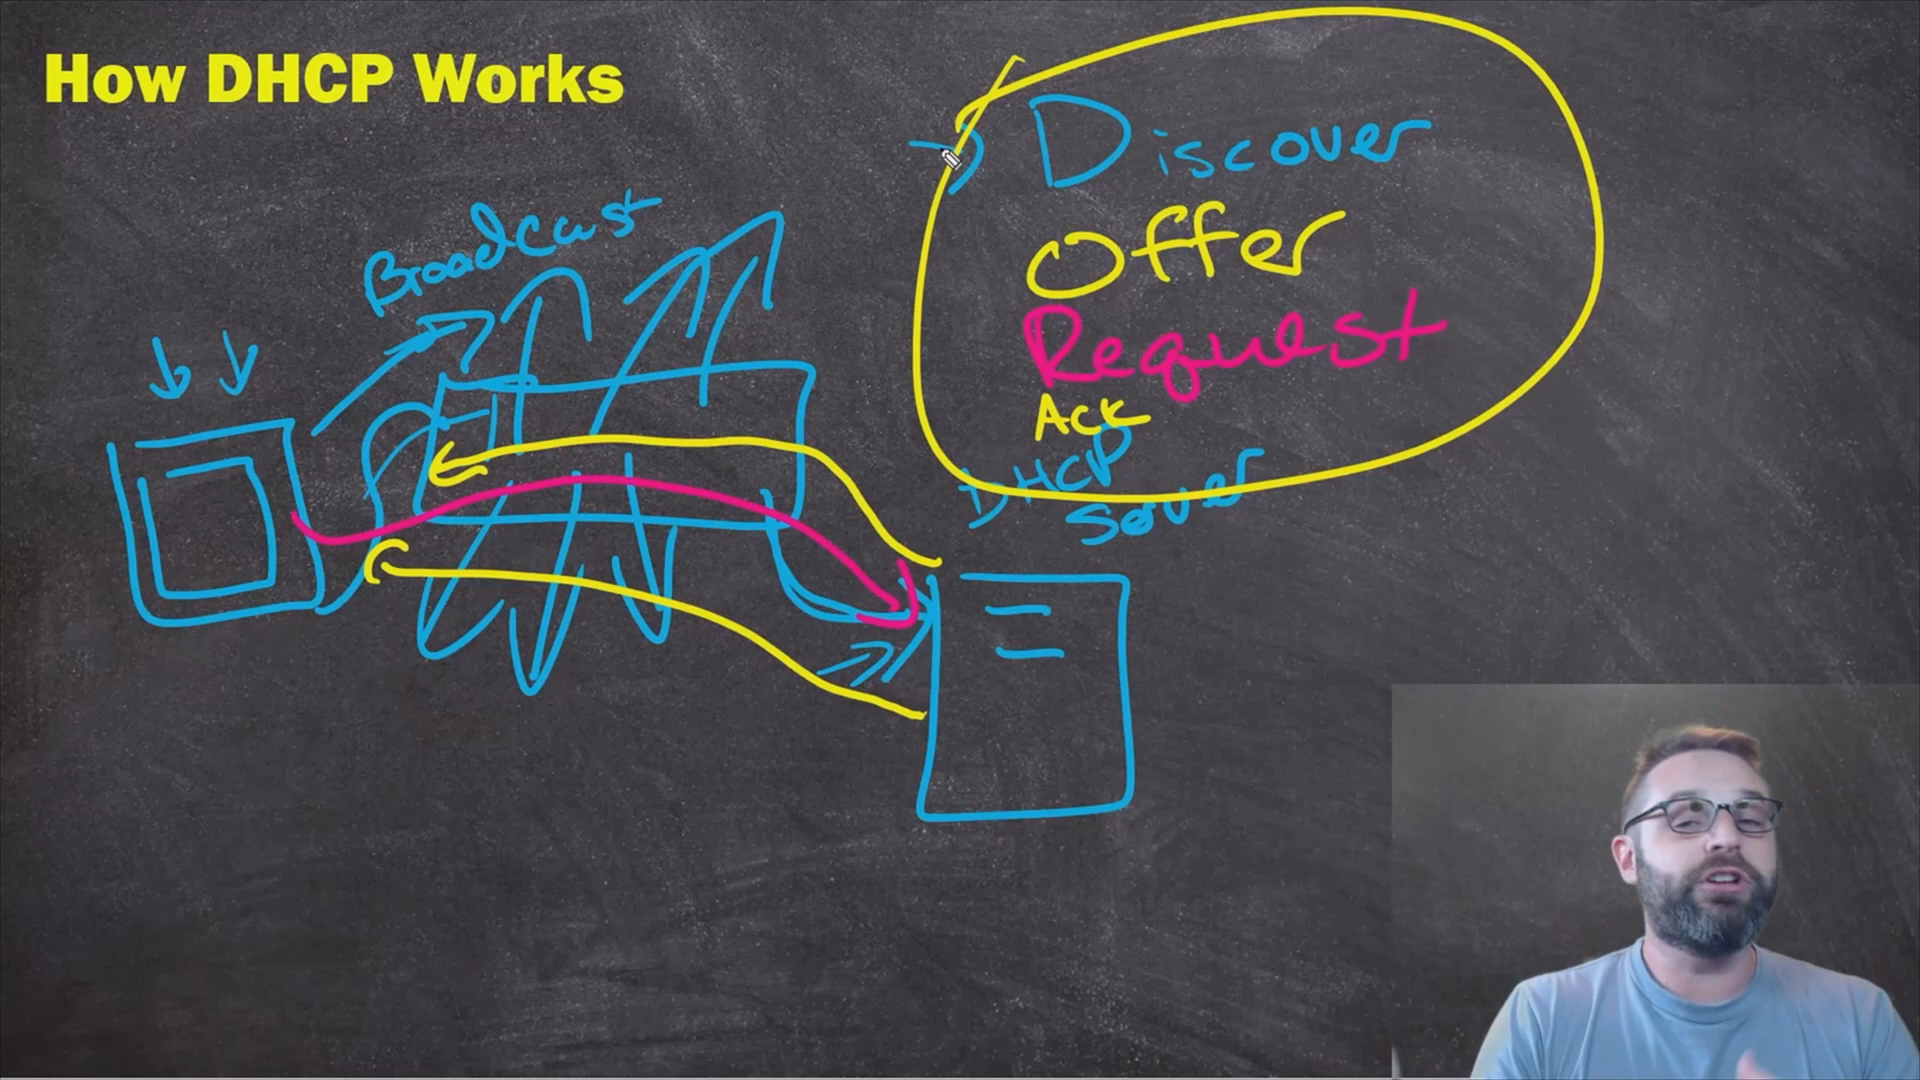 How DHCP Works
Discover
Broadcast
Offer
Request
Ack
DHCP
Server